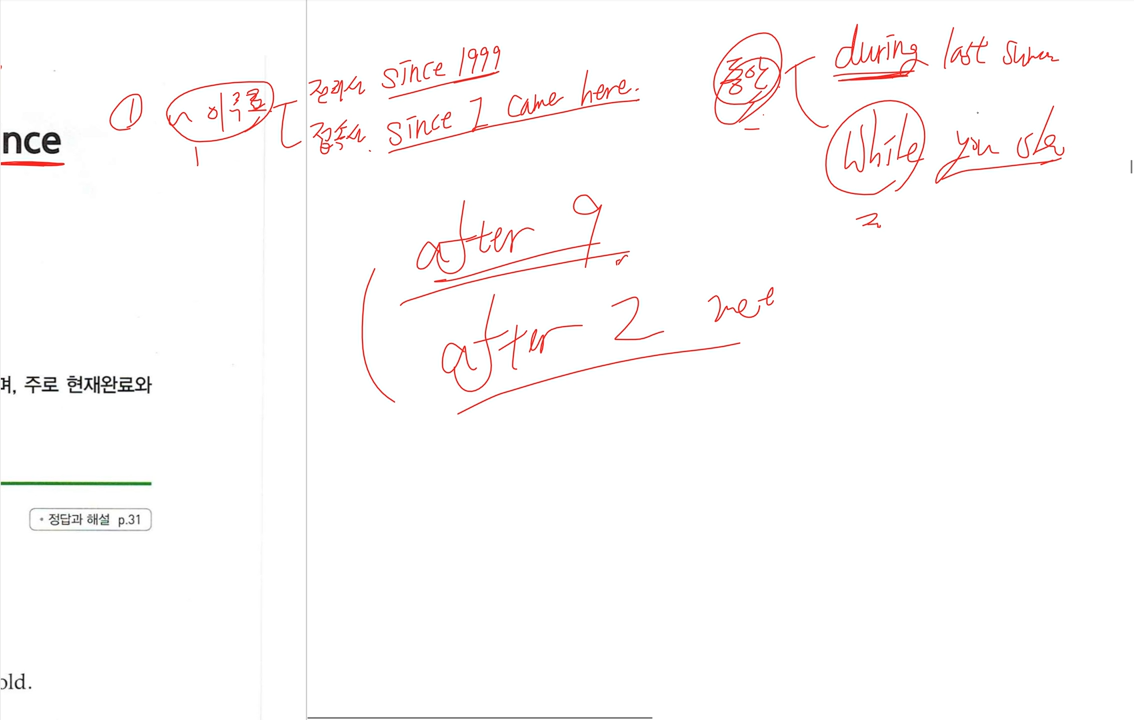 ① ~이후로
전치사 since 1999
접속사. since I came here.
동안
during last
While you
after 9.
after I met
nce
며, 주로 현재완료와
• 정답과 해설 p.31
old.